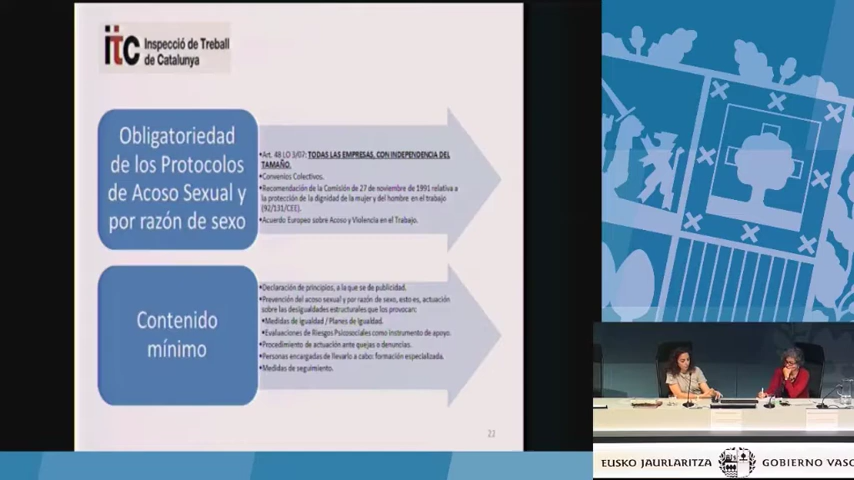 itc Inspecció de Treball
de Catalunya
Obligatoriedad
de los Protocolos
de Acoso Sexual y
por razón de sexo
•Art. 48 LO 3/07: TODAS LAS EMPRESAS, CON INDEPENDENCIA DEL
TAMAÑO.
•Convenios Colectivos.
•Recomendación de la Comisión de 27 de noviembre de 1991 relativa a
la protección de la dignidad de la mujer y del hombre en el trabajo
(92/131/CEE).
•Acuerdo Europeo sobre Acoso y Violencia en el Trabajo.
Contenido
mínimo
•Declaración de principios, a la que se de publicidad.
•Prevención del acoso sexual y por razón de sexo, esto es, actuación
sobre las desigualdades estructurales que los provocan:
•Medidas de Igualdad / Planes de Igualdad.
•Evaluaciones de Riesgos Psicosociales como instrumento de apoyo.
•Procedimiento de actuación ante quejas o denuncias.
•Personas encargadas de llevarlo a cabo: formación especializada.
•Medidas de seguimiento.
22
EUSKO JAURLARITZA GOBIERNO VASC